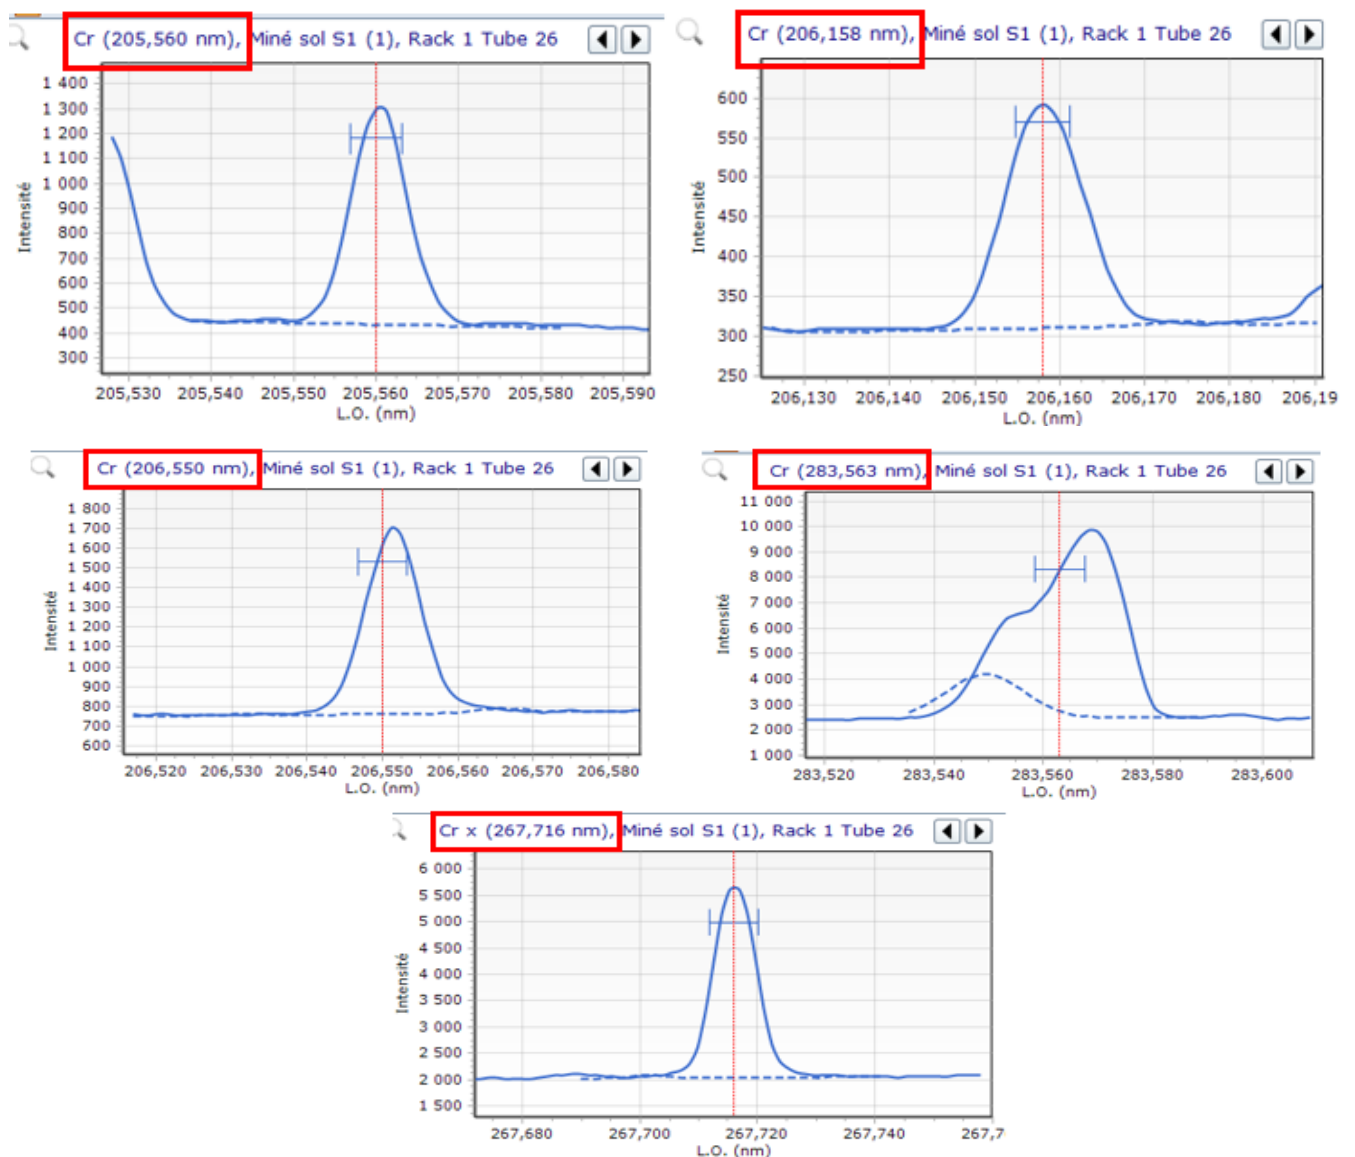 Cr (205,560 nm), Miné sol S1 (1), Rack 1 Tube 26
1 400
1 300
1 200
1 100
1 000
900
800
700
600
500
400
300
Intensité
205,530 205,540 205,550 205,560 205,570 205,580 205,590
L.O. (nm)
Cr (206,158 nm), Miné sol S1 (1), Rack 1 Tube 26
600
550
500
450
400
350
300
250
Intensité
206,130 206,140 206,150 206,160 206,170 206,180 206,19
L.O. (nm)
Cr (206,550 nm), Miné sol S1 (1), Rack 1 Tube 26
1 800
1 700
1 600
1 500
1 400
1 300
1 200
1 100
1 000
900
800
700
600
Intensité
206,520 206,530 206,540 206,550 206,560 206,570 206,580
L.O. (nm)
Cr (283,563 nm), Miné sol S1 (1), Rack 1 Tube 26
11 000
10 000
9 000
8 000
7 000
6 000
5 000
4 000
3 000
2 000
1 000
Intensité
283,520 283,540 283,560 283,580 283,600
L.O. (nm)
Cr x (267,716 nm), Miné sol S1 (1), Rack 1 Tube 26
6 000
5 500
5 000
4 500
4 000
3 500
3 000
2 500
2 000
1 500
Intensité
267,680 267,700 267,720 267,740 267,7
L.O. (nm)